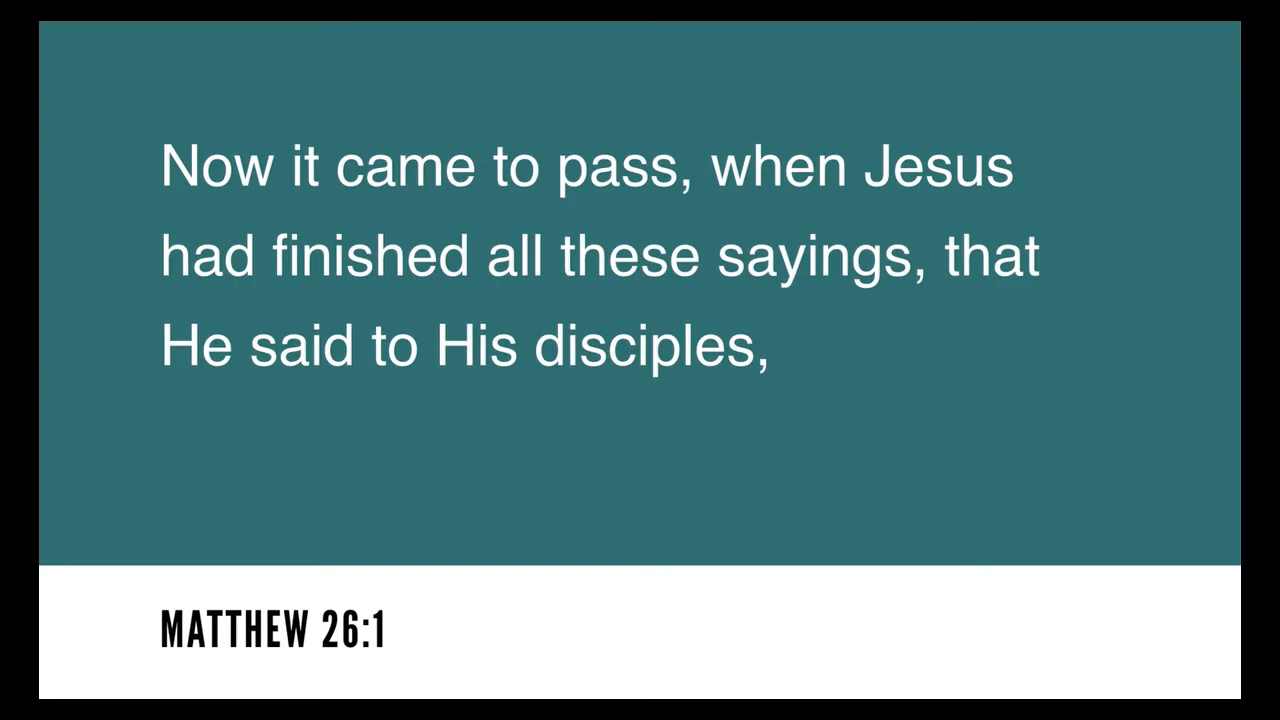 Now it came to pass, when Jesus
had finished all these sayings, that
He said to His disciples,
MATTHEW 26:1